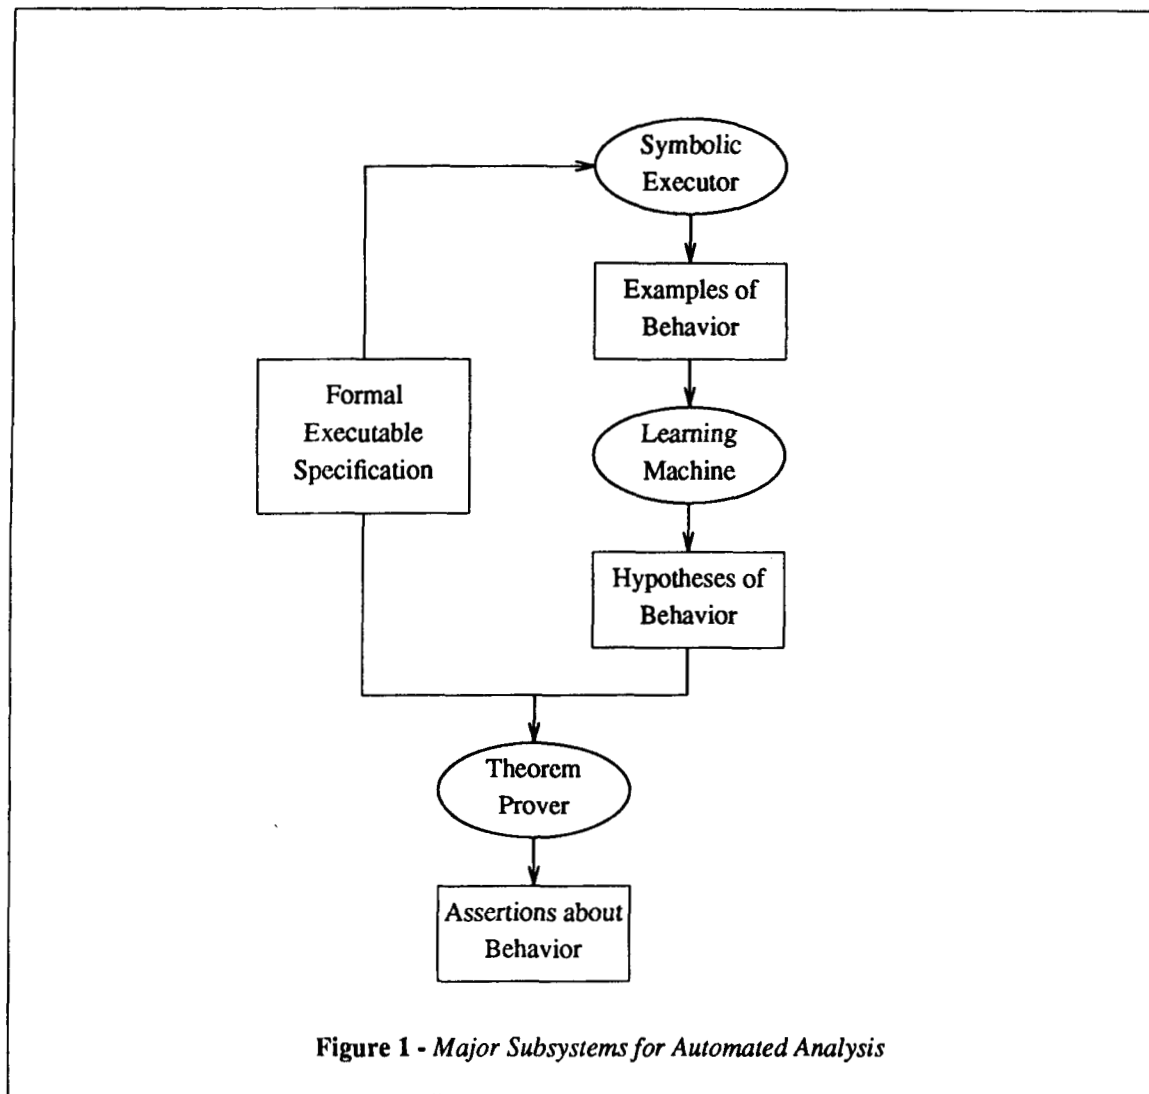 Symbolic
Executor
Examples of
Behavior
Formal
Executable
Specification
Learning
Machine
Hypotheses of
Behavior
Theorem
Prover
Assertions about
Behavior
Figure 1 - Major Subsystems for Automated Analysis